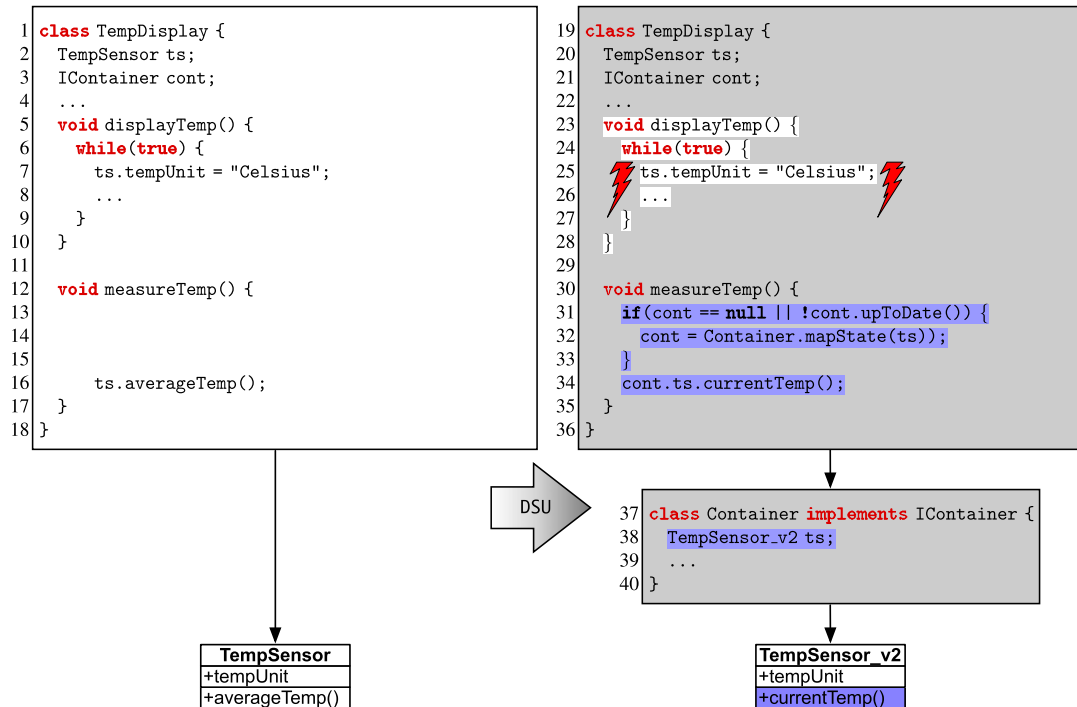 1 class TempDisplay {
2 TempSensor ts;
3 IContainer cont;
4 ...
5 void displayTemp() {
6 while(true) {
7 ts.tempUnit = "Celsius";
8 ...
9 }
10 }
11
12 void measureTemp() {
13
14
15
16 ts.averageTemp();
17 }
18 }
19 class TempDisplay {
20 TempSensor ts;
21 IContainer cont;
22 ...
23 void displayTemp() {
24 while(true) {
25 ts.tempUnit = "Celsius";
26 ...
27 }
28 }
29
30 void measureTemp() {
31 if(cont == null || !cont.upToDate()) {
32 cont = Container.mapState(ts));
33 }
34 cont.ts.currentTemp();
35 }
36 }
DSU
37 class Container implements IContainer {
38 TempSensor_v2 ts;
39 ...
40 }
TempSensor
+tempUnit
+averageTemp()
TempSensor_v2
+tempUnit
+currentTemp()